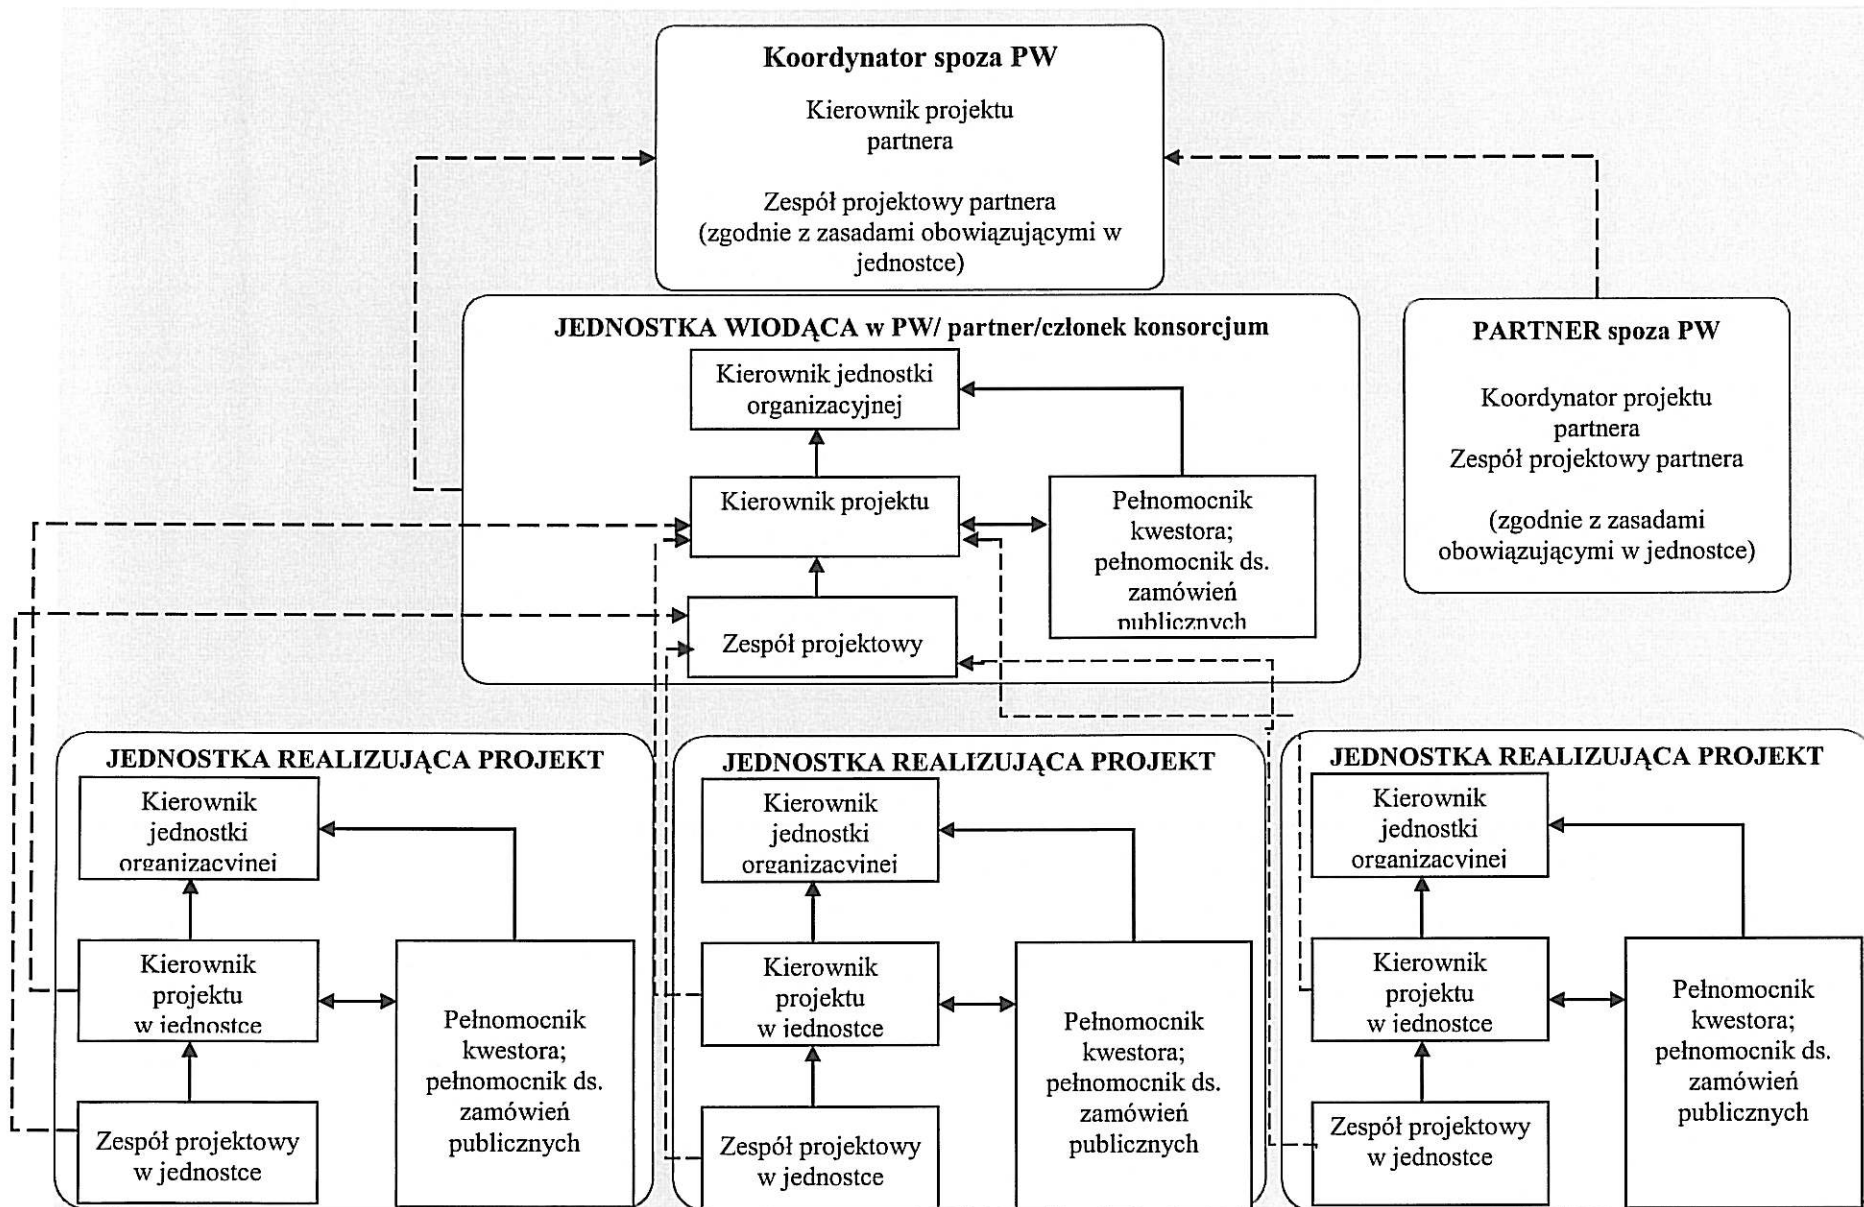 Koordynator spoza PW
Kierownik projektu
partnera
Zespół projektowy partnera
(zgodnie z zasadami obowiązującymi w
jednostce)
JEDNOSTKA WIODĄCA w PW/ partner/członek konsorcjum
Kierownik jednostki
organizacyjnej
Kierownik projektu
Pełnomocnik
kwestora;
pełnomocnik ds.
zamówień
publicznych
Zespół projektowy
PARTNER spoza PW
Koordynator projektu
partnera
Zespół projektowy partnera
(zgodnie z zasadami
obowiązującymi w jednostce)
JEDNOSTKA REALIZUJĄCA PROJEKT
Kierownik
jednostki
organizacyjnej
Kierownik
projektu
w jednostce
Pełnomocnik
kwestora;
pełnomocnik ds.
zamówień
publicznych
Zespół projektowy
w jednostce
JEDNOSTKA REALIZUJĄCA PROJEKT
Kierownik
jednostki
organizacyjnej
Kierownik
projektu
w jednostce
Pełnomocnik
kwestora;
pełnomocnik ds.
zamówień
publicznych
Zespół projektowy
w jednostce
JEDNOSTKA REALIZUJĄCA PROJEKT
Kierownik
jednostki
organizacyjnej
Kierownik
projektu
w jednostce
Pełnomocnik
kwestora;
pełnomocnik ds.
zamówień
publicznych
Zespół projektowy
w jednostce